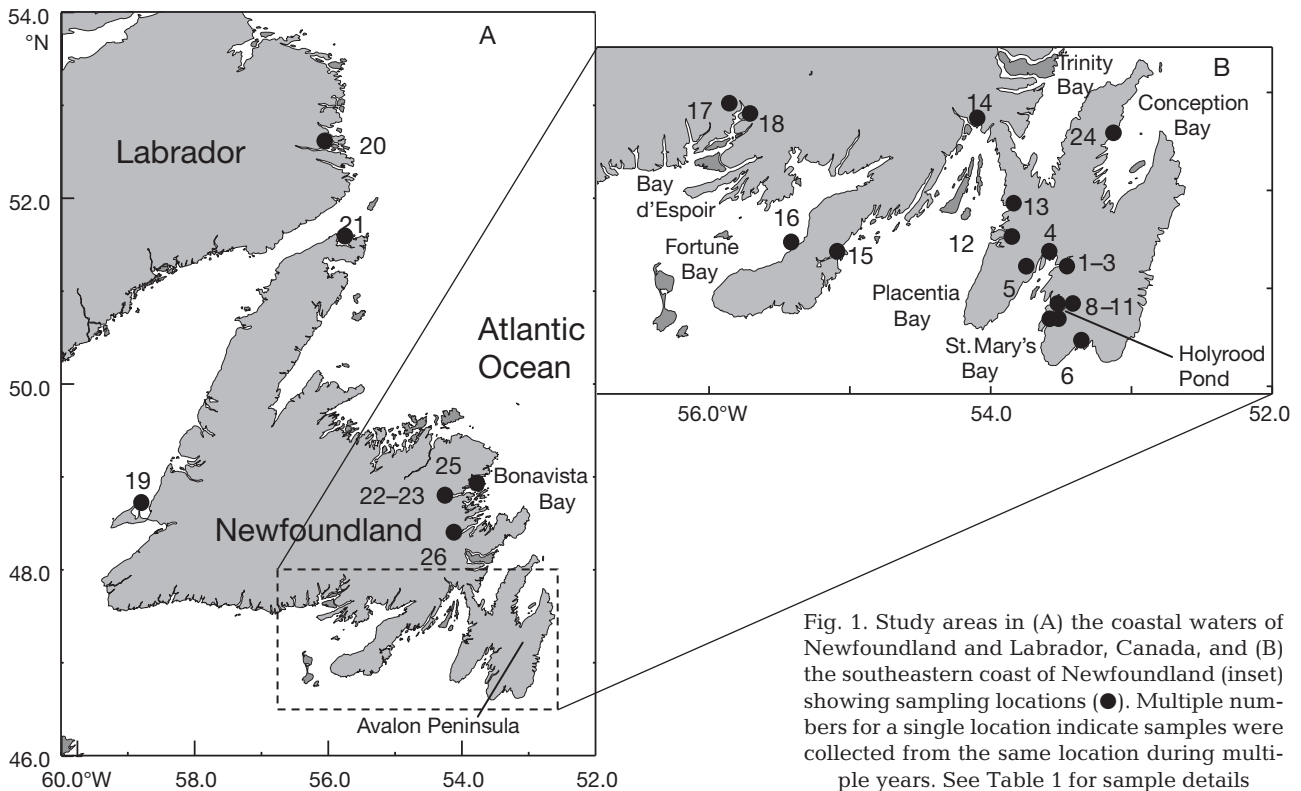 54.0
°N
52.0
50.0
48.0
46.0
60.0°W
58.0
56.0
54.0
52.0
A
Labrador
20
21
Atlantic
Ocean
19
25
22–23
Bonavista
Bay
Newfoundland
26
Avalon Peninsula
B
Trinity
Bay
Conception
Bay
17
18
14
24
Bay
d'Espoir
16
Fortune
Bay
15
13
12
4
1–3
5
Placentia
Bay
8–11
St. Mary's
Bay
Holyrood
Pond
6
56.0°W
54.0
52.0
Fig. 1. Study areas in (A) the coastal waters of
Newfoundland and Labrador, Canada, and (B)
the southeastern coast of Newfoundland (inset)
showing sampling locations (●). Multiple num-
bers for a single location indicate samples were
collected from the same location during multi-
ple years. See Table 1 for sample details